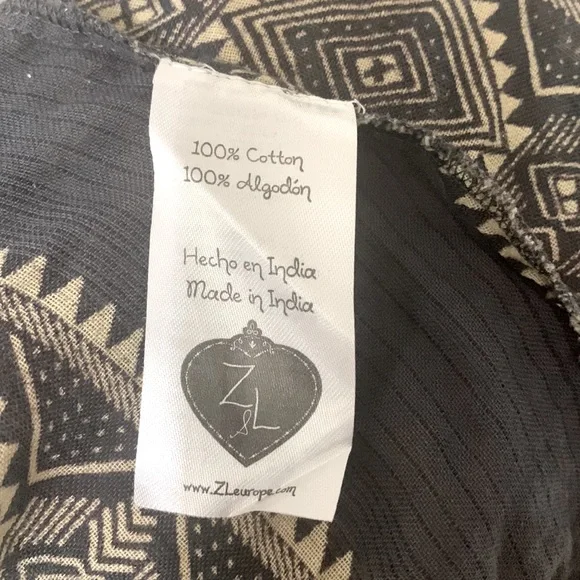 100% Cotton
100% Algodón
Hecho en India
Made in India
Z&L
www.ZLeurope.com